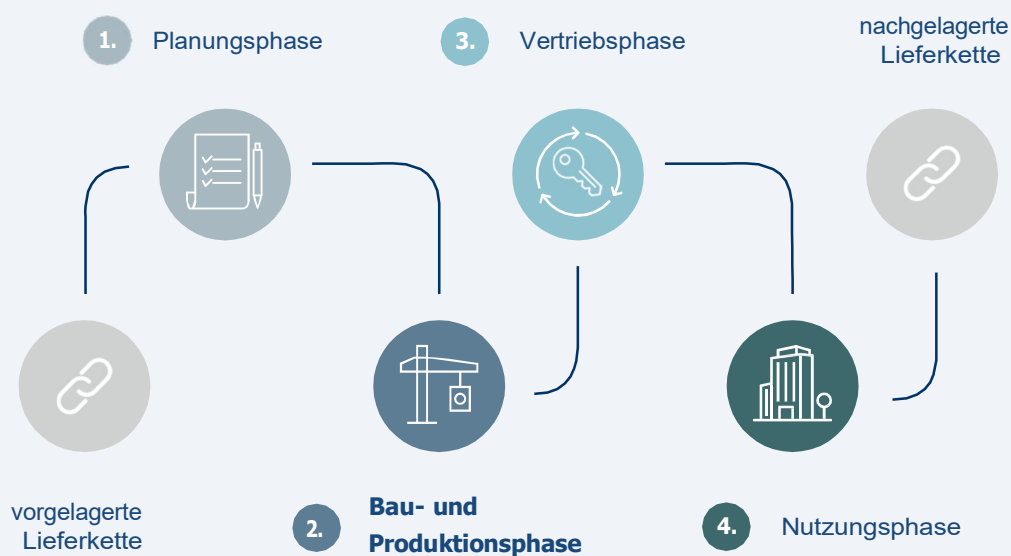 1. Planungsphase
3. Vertriebsphase
nachgelagerte
Lieferkette
vorgelagerte
Lieferkette
2. Bau- und
Produktionsphase
4. Nutzungsphase